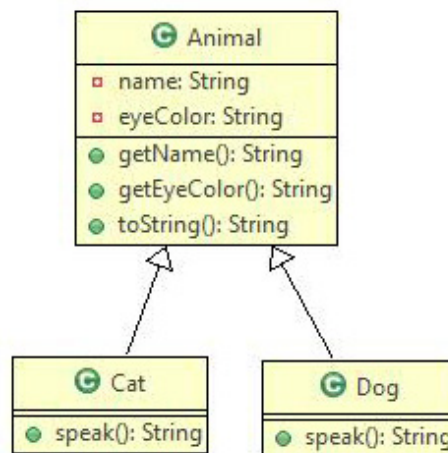 Animal
name: String
eyeColor: String
getName(): String
getEyeColor(): String
toString(): String
Cat
speak(): String
Dog
speak(): String